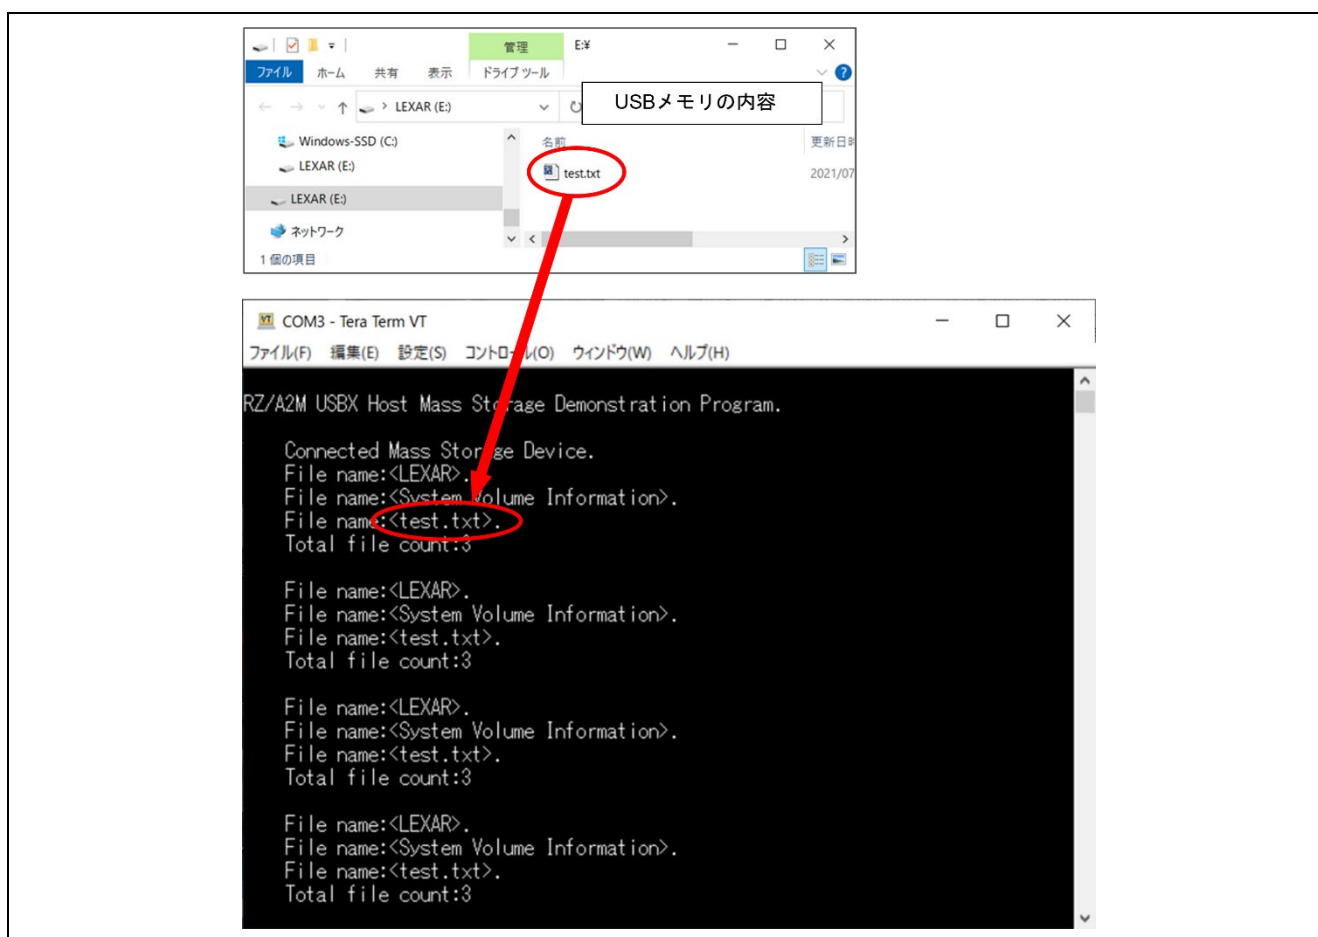 管理
E:¥
ファイル ホーム 共有 表示 ドライブ ツール
LEXAR (E:)
USBメモリの内容
Windows-SSD (C:)
LEXAR (E:)
LEXAR (E:)
ネットワーク
名前
更新日時
test.txt
2021/07
1 個の項目
COM3 - Tera Term VT
ファイル(F) 編集(E) 設定(S) コントロール(O) ウィンドウ(W) ヘルプ(H)
RZ/A2M USBX Host Mass Storage Demonstration Program.
Connected Mass Storage Device.
File name:<LEXAR>.
File name:<System Volume Information>.
File name:<test.txt>.
Total file count:3
File name:<LEXAR>.
File name:<System Volume Information>.
File name:<test.txt>.
Total file count:3
File name:<LEXAR>.
File name:<System Volume Information>.
File name:<test.txt>.
Total file count:3
File name:<LEXAR>.
File name:<System Volume Information>.
File name:<test.txt>.
Total file count:3